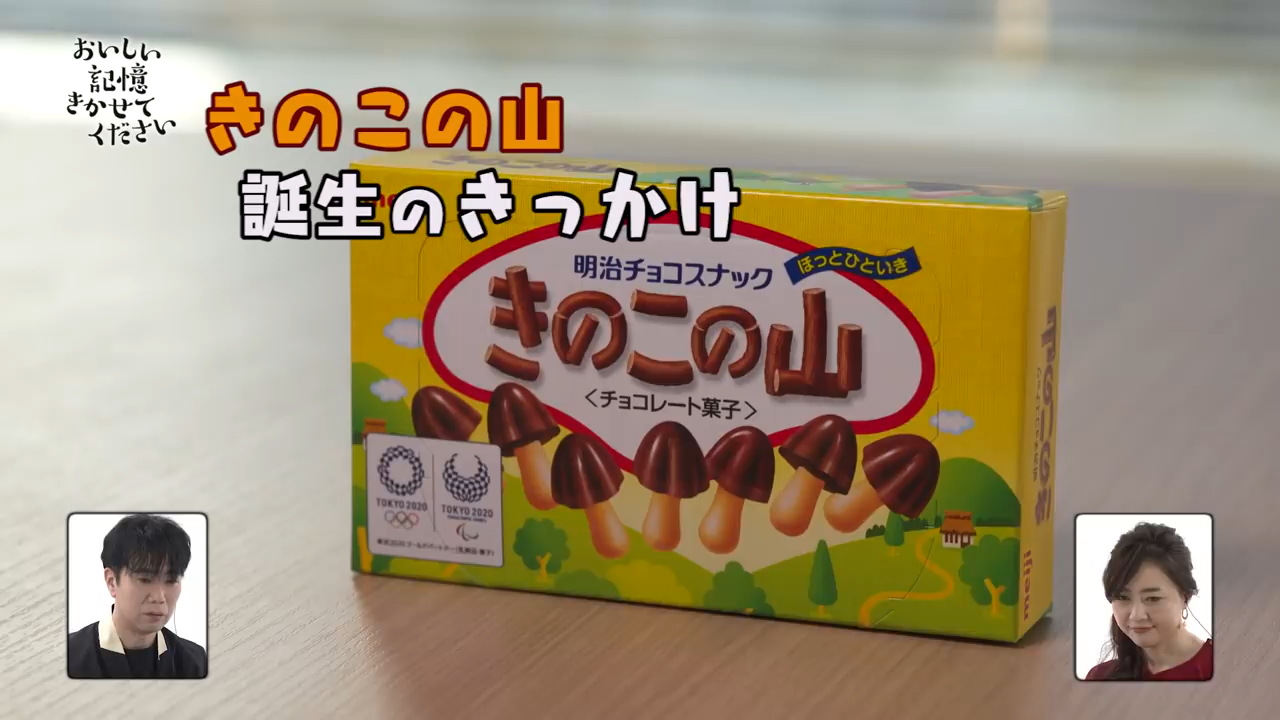 おいしい
記憶
きかせて
ください
きのこの山
誕生のきっかけ
明治チョコスナック
ほっとひといき
きのこの山
〈チョコレート菓子〉
TOKYO 2020
TOKYO 2020
meiji